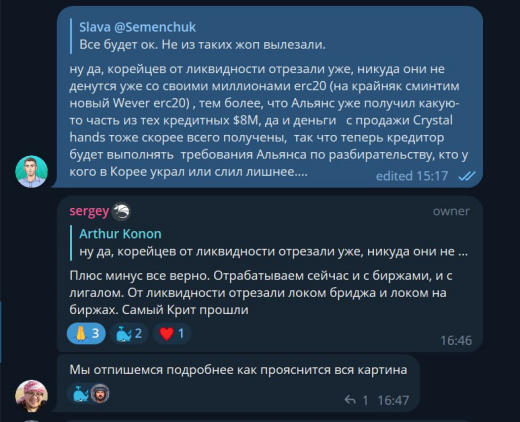 Slava @Semenchuk
Все будет ок. Не из таких жоп вылезали.
ну да, корейцев от ликвидности отрезали уже, никуда они не
денутся уже со своими миллионами erc20 (на крайняк сминтим
новый Wever erc20) , тем более, что Альянс уже получил какую-
то часть из тех кредитных $8M, да и деньги с продажи Crystal
hands тоже скорее всего получены, так что теперь кредитор
будет выполнять требования Альянса по разбирательству, кто у
кого в Корее украл или слил лишнее....
edited 15:17
sergey owner
Arthur Konon
ну да, корейцев от ликвидности отрезали уже, никуда они не ...
Плюс минус все верно. Отрабатываем сейчас и с биржами, и с
лигалом. От ликвидности отрезали локом бриджа и локом на
биржах. Самый Крит прошли
3 2 1
16:46
Мы отпишемся подробнее как прояснится вся картина
1 16:47